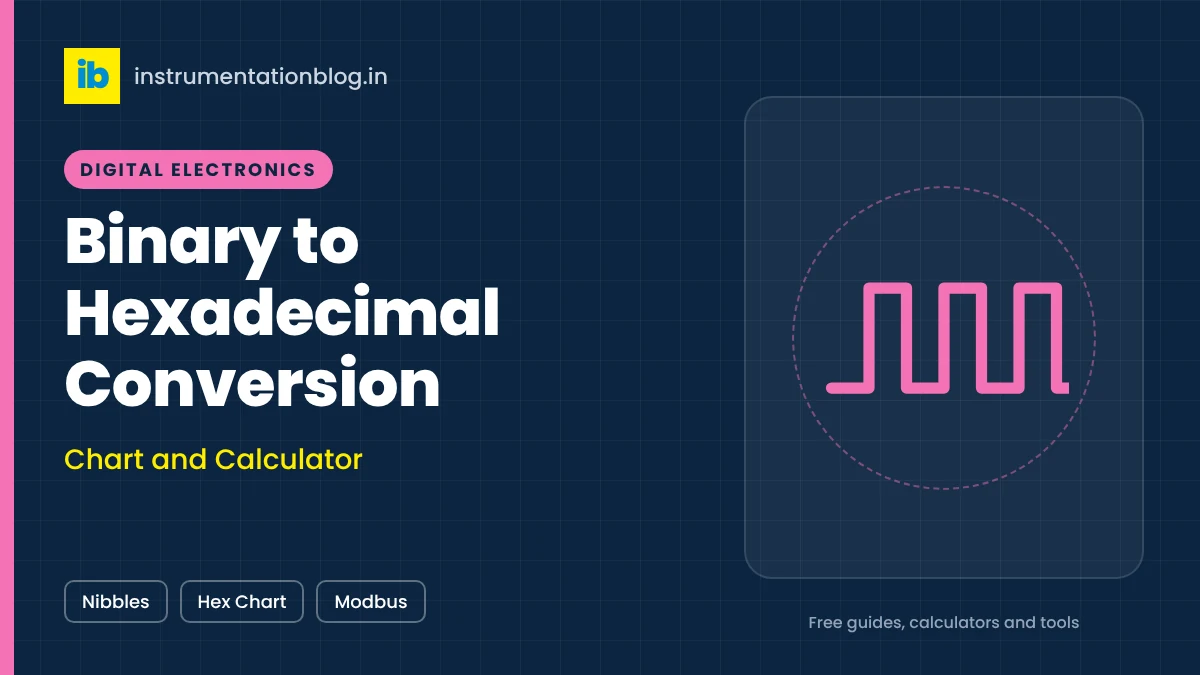 ib
instrumentationblog.in
DIGITAL ELECTRONICS
Binary to
Hexadecimal
Conversion
Chart and Calculator
Nibbles
Hex Chart
Modbus
Free guides, calculators and tools